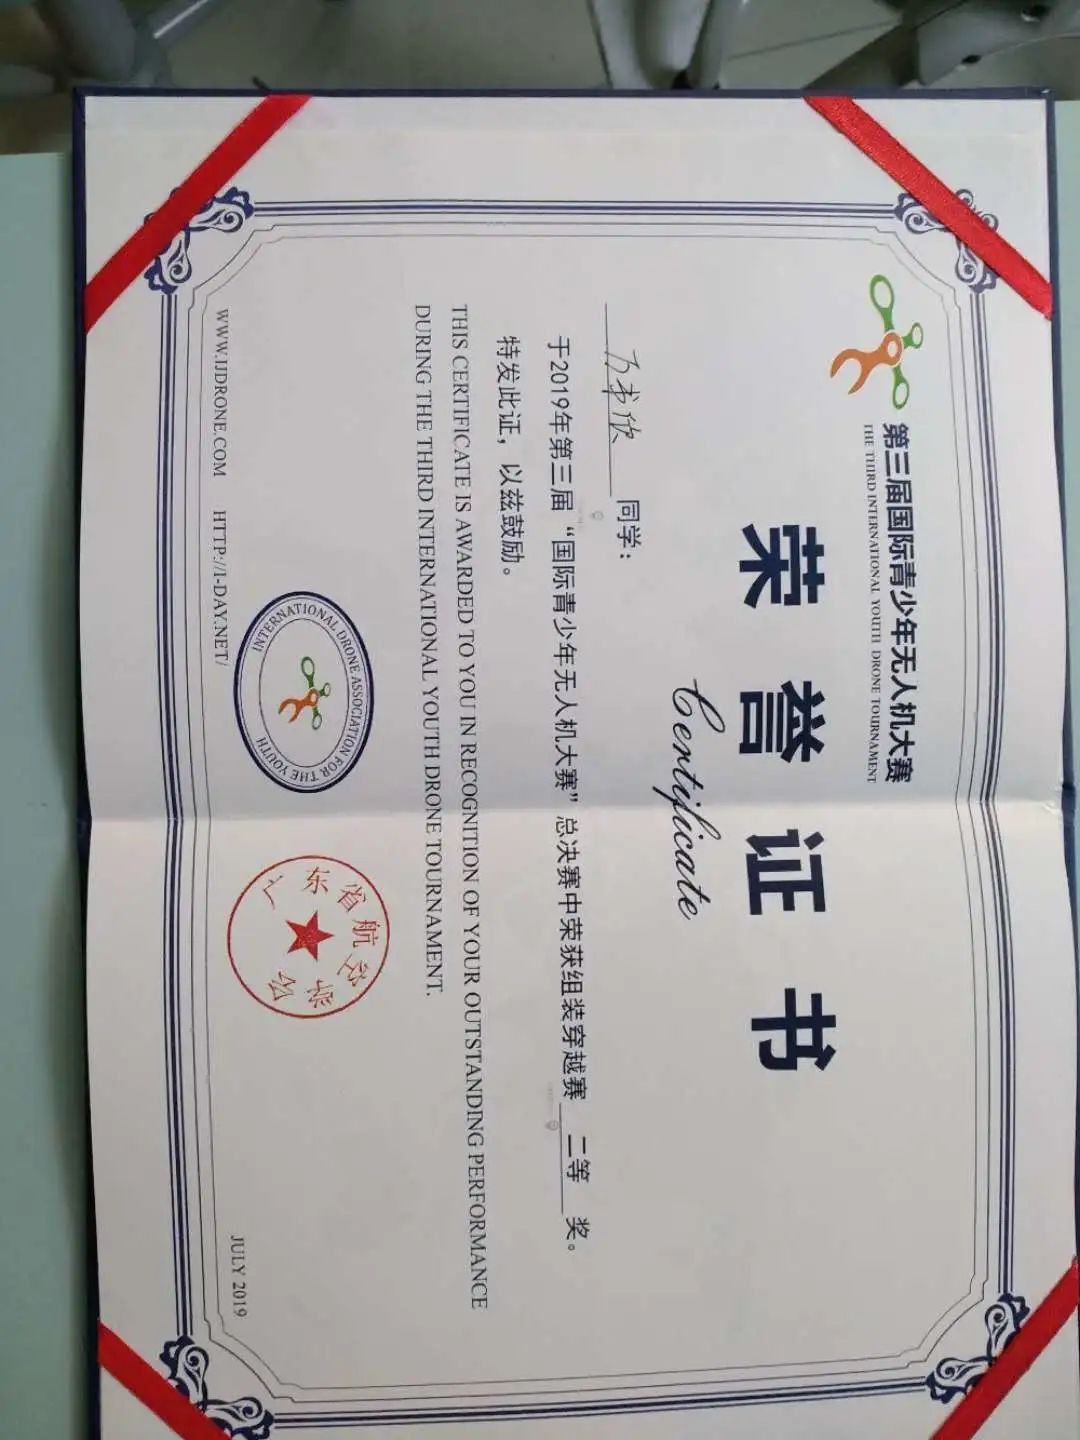 第三届国际青少年无人机大赛
THE THIRD INTERNATIONAL YOUTH DRONE TOURNAMENT
荣誉证书
Certificate
万书欣 同学：
于2019年第三届“国际青少年无人机大赛”总决赛中荣获组装穿越赛 二等 奖。
特发此证，以兹鼓励。
THIS CERTIFICATE IS AWARDED TO YOU IN RECOGNITION OF YOUR OUTSTANDING PERFORMANCE
DURING THE THIRD INTERNATIONAL YOUTH DRONE TOURNAMENT.
INTERNATIONAL DRONE ASSOCIATION FOR THE YOUTH
广东省航空学会
WWW.IJDRONE.COM HTTP://I-DAY.NET/
JULY 2019